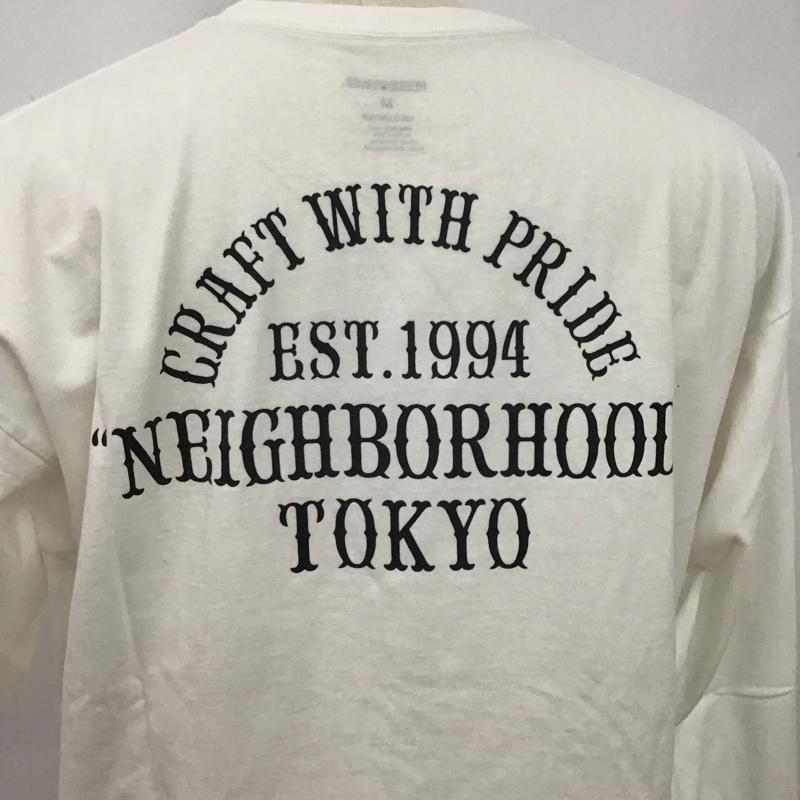 CRAFT WITH PRIDE
EST.1994
“NEIGHBORHOOD
TOKYO